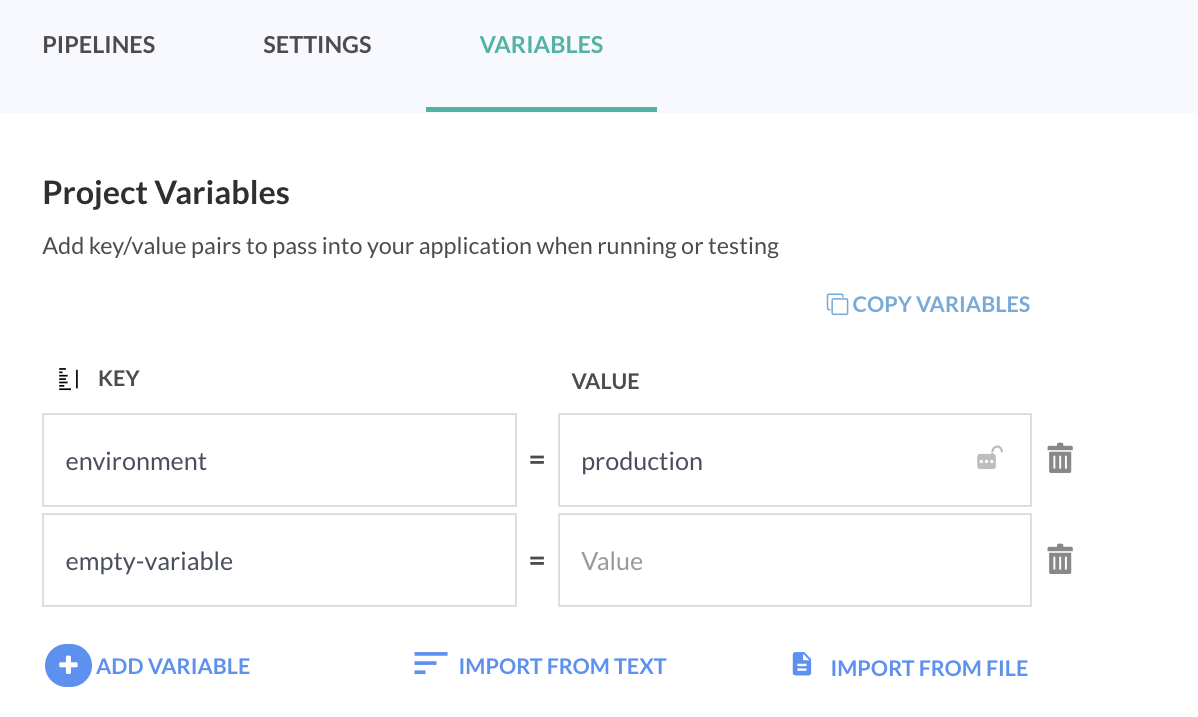 PIPELINES SETTINGS VARIABLES
Project Variables
Add key/value pairs to pass into your application when running or testing
COPY VARIABLES
KEY VALUE
environment = production
empty-variable = Value
ADD VARIABLE IMPORT FROM TEXT IMPORT FROM FILE